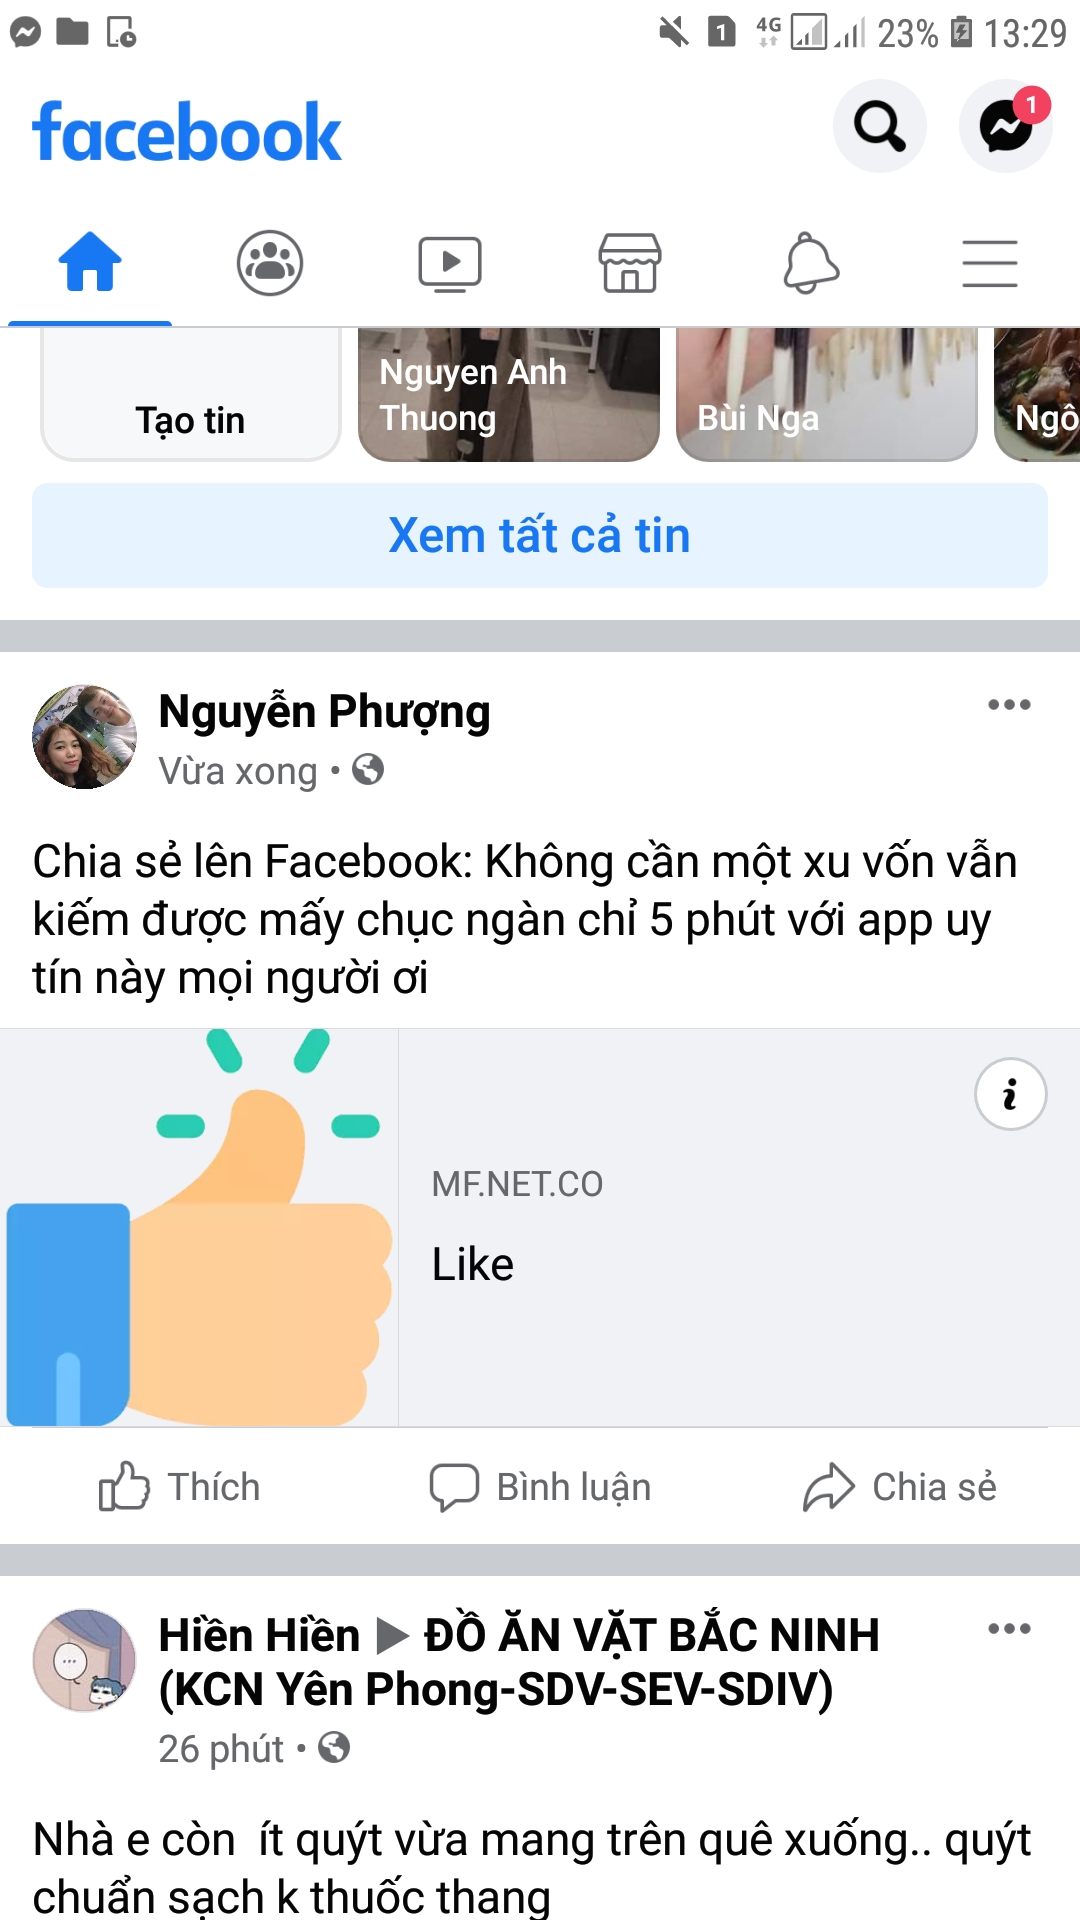 1 4G 23% 13:29
facebook
1
Nguyen Anh
Thuong
Tạo tin
Bùi Nga
Ngô
Xem tất cả tin
Nguyễn Phượng
Vừa xong •
Chia sẻ lên Facebook: Không cần một xu vốn vẫn
kiếm được mấy chục ngàn chỉ 5 phút với app uy
tín này mọi người ơi
i
MF.NET.CO
Like
Thích
Bình luận
Chia sẻ
Hiền Hiền ▶ ĐỒ ĂN VẶT BẮC NINH
(KCN Yên Phong-SDV-SEV-SDIV)
26 phút •
Nhà e còn  ít quýt vừa mang trên quê xuống.. quýt
chuẩn sạch k thuốc thang